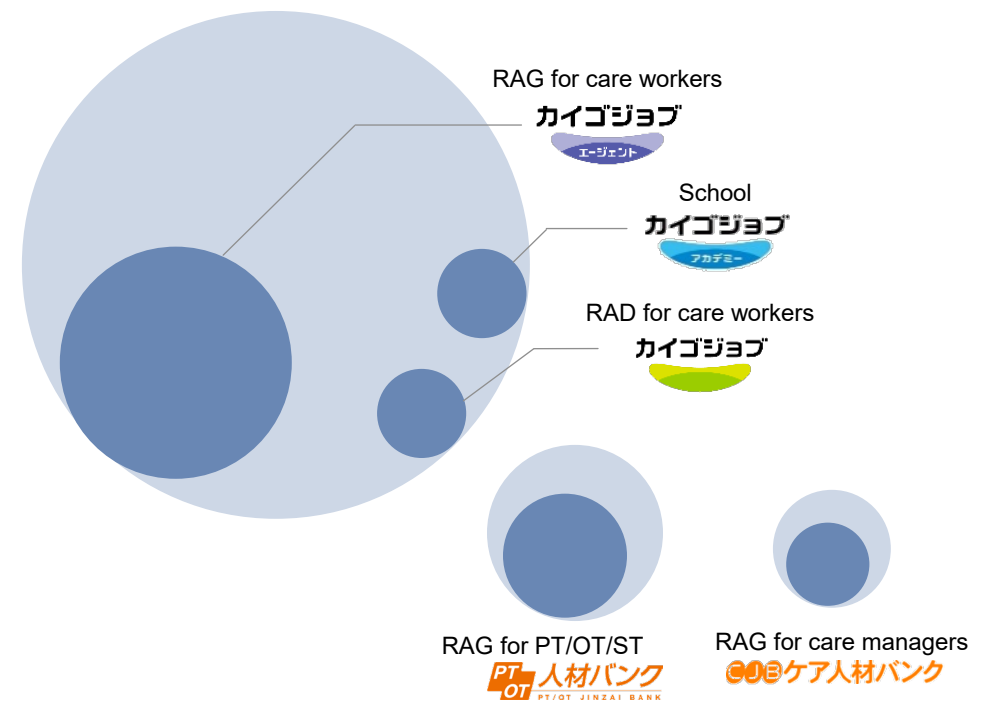 RAG for care workers
カイゴジョブ
エージェント
School
カイゴジョブ
アカデミー
RAD for care workers
カイゴジョブ
RAG for PT/OT/ST
PT
OT
人材バンク
PT/OT JINZAI BANK
RAG for care managers
CJBケア人材バンク